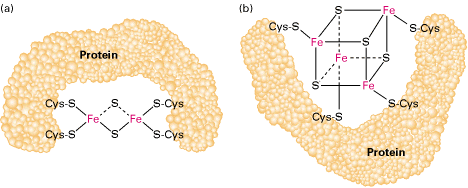 (a)
Protein
Cys-S S S-Cys
Fe Fe
Cys-S S S-Cys
(b)
S Fe
Cys-S S-Cys
Fe S
Fe S
S Fe
S-Cys
Cys-S
Protein